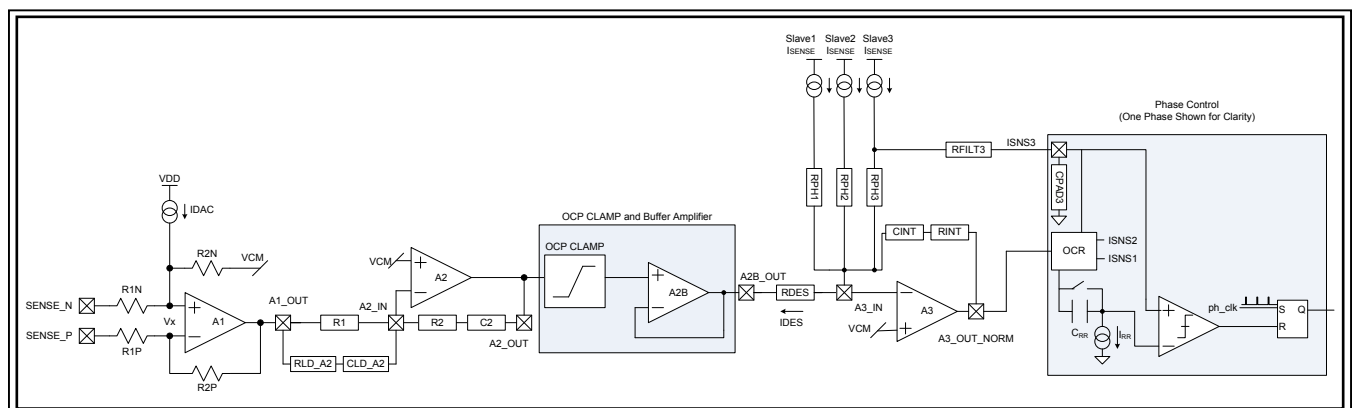 Slave1 Slave2 Slave3
ISENSE ISENSE ISENSE
Phase Control
(One Phase Shown for Clarity)
RFILT3
ISNS3
CPAD3
RPH1
RPH2
RPH3
VDD
IDAC
OCP CLAMP and Buffer Amplifier
CINT
RINT
OCR
ISNS2
ISNS1
R2N
VCM
OCP CLAMP
VCM
+
A2
−
A2B_OUT
+
A2B
−
SENSE_N
R1N
+
A1
−
A1_OUT
A2_IN
RDES
IDES
A3_IN
−
A3
+
VCM
A3_OUT_NORM
SENSE_P
R1P
Vx
R1
R2
C2
A2_OUT
RLD_A2
CLD_A2
R2P
CRR
IRR
+
−
ph_clk
S
Q
R